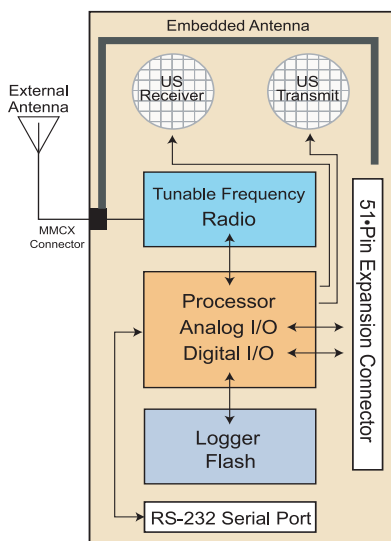 Embedded Antenna
External
Antenna
US
Receiver
US
Transmit
MMCX
Connector
Tunable Frequency
Radio
51•Pin Expansion Connector
Processor
Analog I/O
Digital I/O
Logger
Flash
RS-232 Serial Port